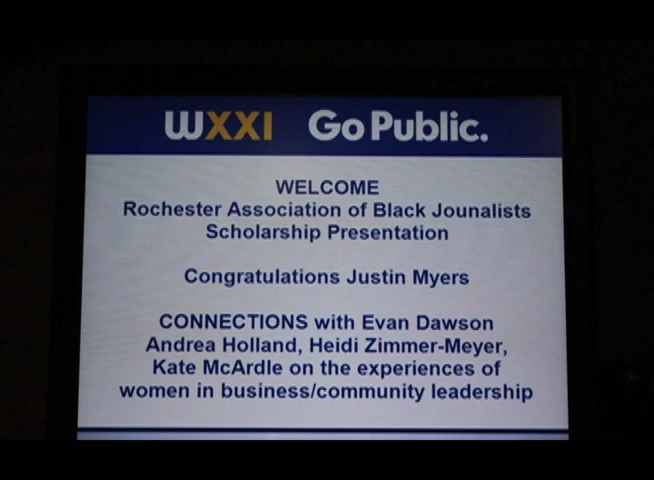 WXXI Go Public.
WELCOME
Rochester Association of Black Jounalists
Scholarship Presentation
Congratulations Justin Myers
CONNECTIONS with Evan Dawson
Andrea Holland, Heidi Zimmer-Meyer,
Kate McArdle on the experiences of
women in business/community leadership